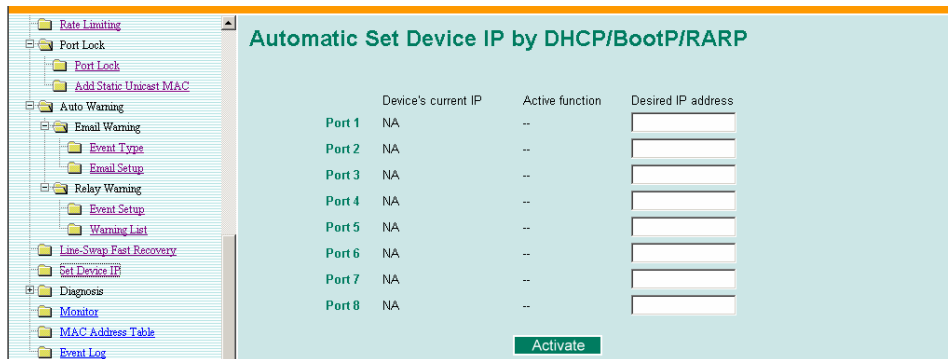 Rate Limiting
Port Lock
Port Lock
Add Static Unicast MAC
Auto Warning
Email Warning
Event Type
Email Setup
Relay Warning
Event Setup
Warning List
Line-Swap Fast Recovery
Set Device IP
Diagnosis
Monitor
MAC Address Table
Event Log
Automatic Set Device IP by DHCP/BootP/RARP
Device's current IP Active function Desired IP address
Port 1 NA --
Port 2 NA --
Port 3 NA --
Port 4 NA --
Port 5 NA --
Port 6 NA --
Port 7 NA --
Port 8 NA --
Activate